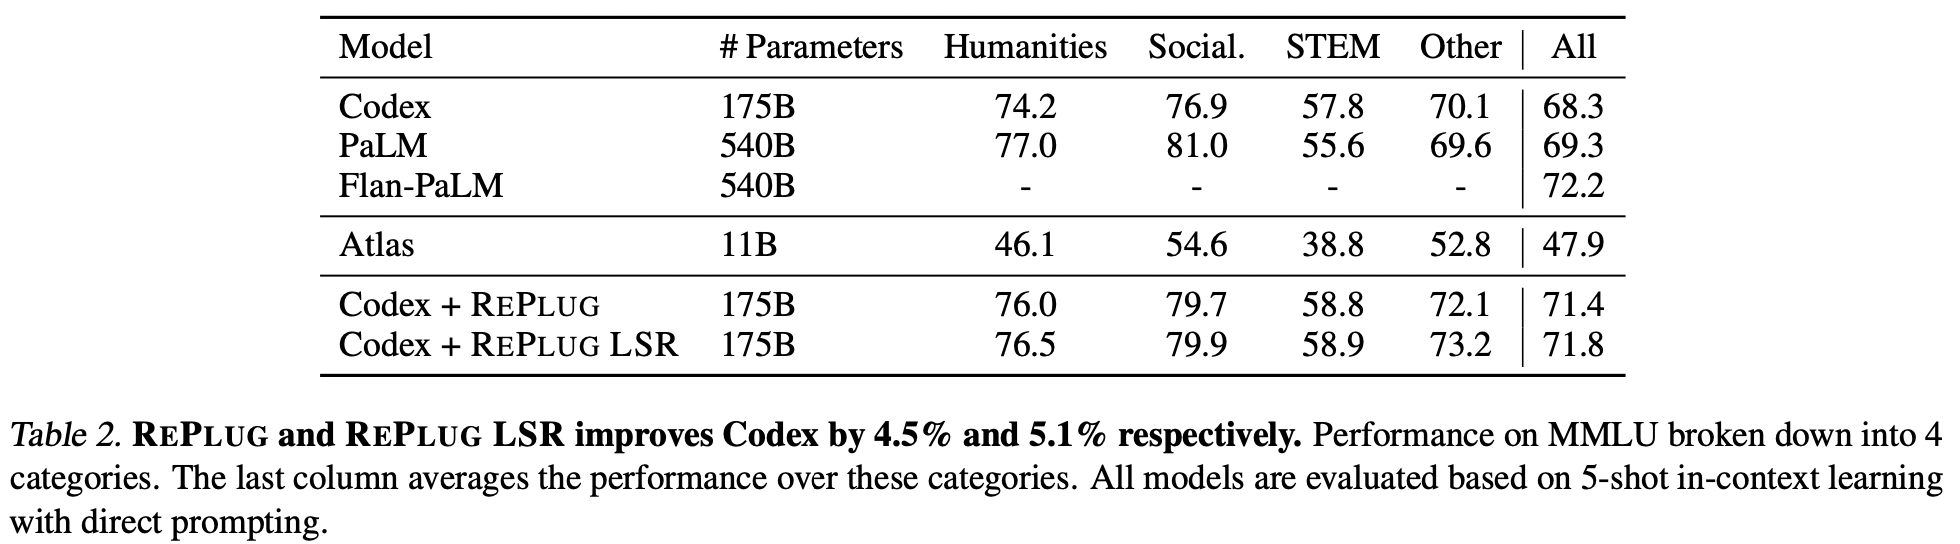 Model # Parameters Humanities Social. STEM Other All
Codex 175B 74.2 76.9 57.8 70.1 68.3
PaLM 540B 77.0 81.0 55.6 69.6 69.3
Flan-PaLM 540B - - - - 72.2
Atlas 11B 46.1 54.6 38.8 52.8 47.9
Codex + REPLUG 175B 76.0 79.7 58.8 72.1 71.4
Codex + REPLUG LSR 175B 76.5 79.9 58.9 73.2 71.8
Table 2. REPLUG and REPLUG LSR improves Codex by 4.5% and 5.1% respectively. Performance on MMLU broken down into 4
categories. The last column averages the performance over these categories. All models are evaluated based on 5-shot in-context learning
with direct prompting.